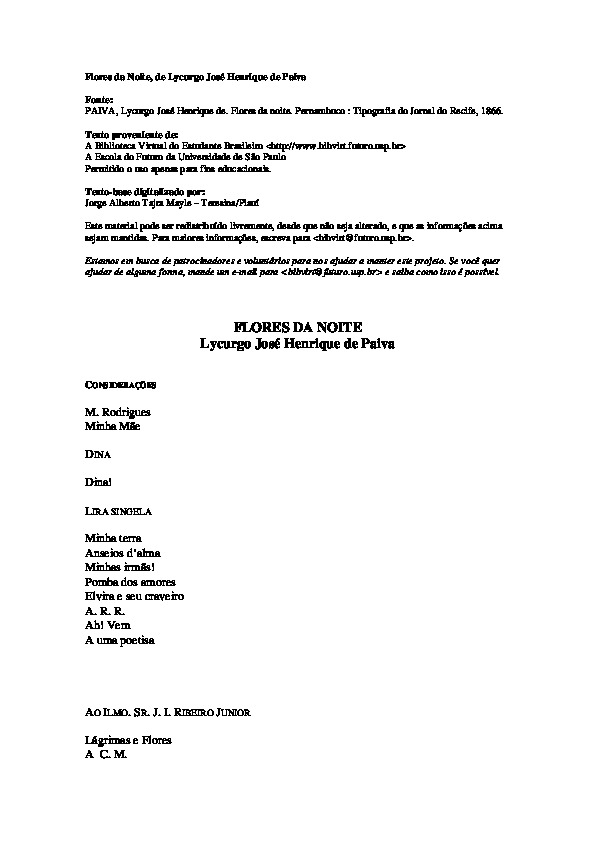 Flores da Noite, de Lycurgo José Henrique de Paiva
Fonte:
PAIVA, Lycurgo José Henrique de. Flores da noite. Pernambuco : Tipografia do Jornal do Recife, 1866.
Texto proveniente de:
A Biblioteca Virtual do Estudante Brasileiro <http://www.bibvirt.futuro.usp.br>
A Escola do Futuro da Universidade de São Paulo
Permitido o uso apenas para fins educacionais.
Texto-base digitalizado por:
Jorge Alberto Tajra Mayle – Teresina/Piauí
Este material pode ser redistribuído livremente, desde que não seja alterado, e que as informações acima
sejam mantidas. Para maiores informações, escreva para <bibvirt@futuro.usp.br>.
Estamos em busca de patrocinadores e voluntários para nos ajudar a manter este projeto. Se você quer
ajudar de alguma forma, mande um e-mail para <bibvirt@futuro.usp.br> e saiba como isso é possível.
FLORES DA NOITE
Lycurgo José Henrique de Paiva
CONSIDERAÇÕES
M. Rodrigues
Minha Mãe
DINA
Dina!
LIRA SINGELA
Minha terra
Anseios d'alma
Minhas irmãs!
Pomba dos amores
Elvira e seu craveiro
A. R. R.
Ah! Vem
A uma poetisa
AO ILMO. SR. J. I. RIBEIRO JUNIOR
Lágrimas e Flores
A C. M.